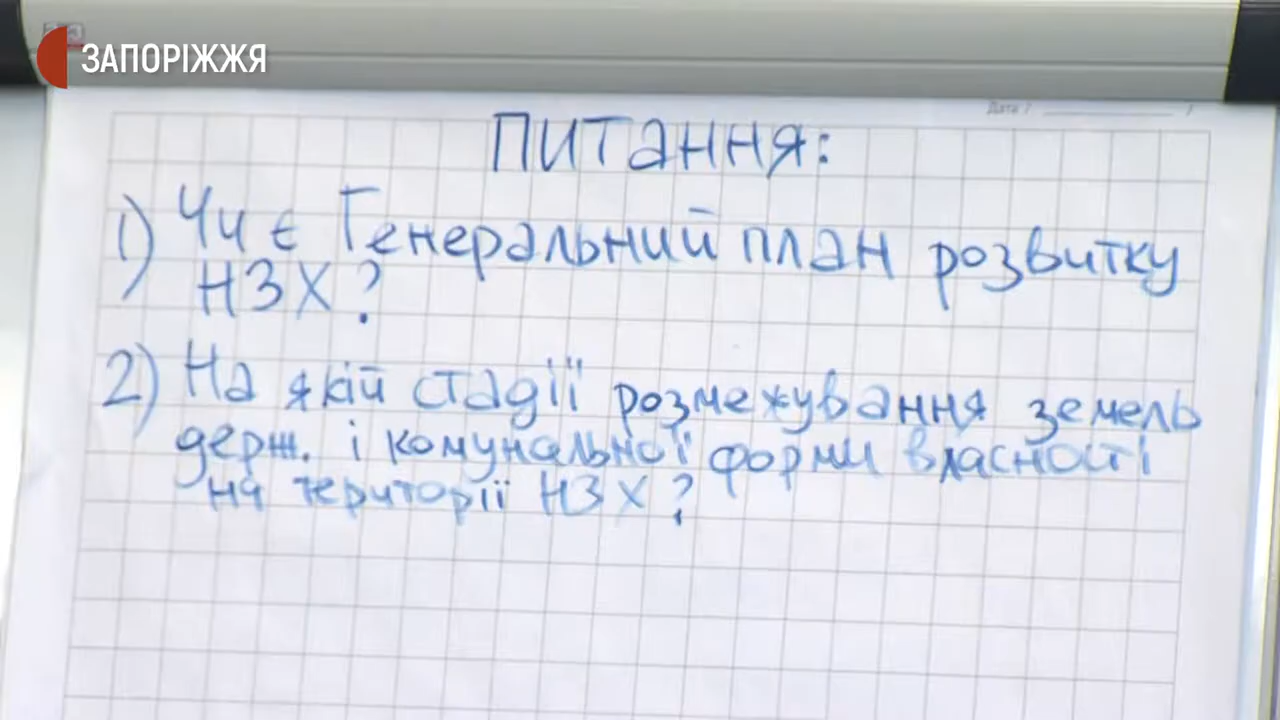 ЗАПОРІЖЖЯ
Дата /
ПИТАННЯ:
1) Чи є Генеральний план розвитку
НЗХ?
2) На якій стадії розмежування земель
держ. і комунальної форми власності
на території НЗХ?